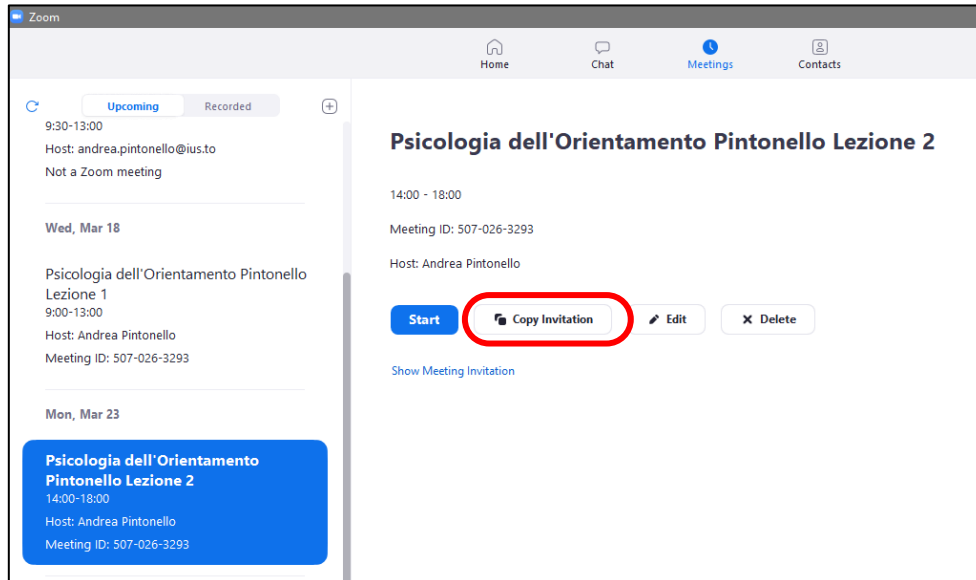 Zoom
Home
Chat
Meetings
Contacts
Upcoming
Recorded
9:30-13:00
Host: andrea.pintonello@ius.to
Not a Zoom meeting
Wed, Mar 18
Psicologia dell'Orientamento Pintonello
Lezione 1
9:00-13:00
Host: Andrea Pintonello
Meeting ID: 507-026-3293
Mon, Mar 23
Psicologia dell'Orientamento
Pintonello Lezione 2
14:00-18:00
Host: Andrea Pintonello
Meeting ID: 507-026-3293
Psicologia dell'Orientamento Pintonello Lezione 2
14:00 - 18:00
Meeting ID: 507-026-3293
Host: Andrea Pintonello
Start
Copy Invitation
Edit
Delete
Show Meeting Invitation